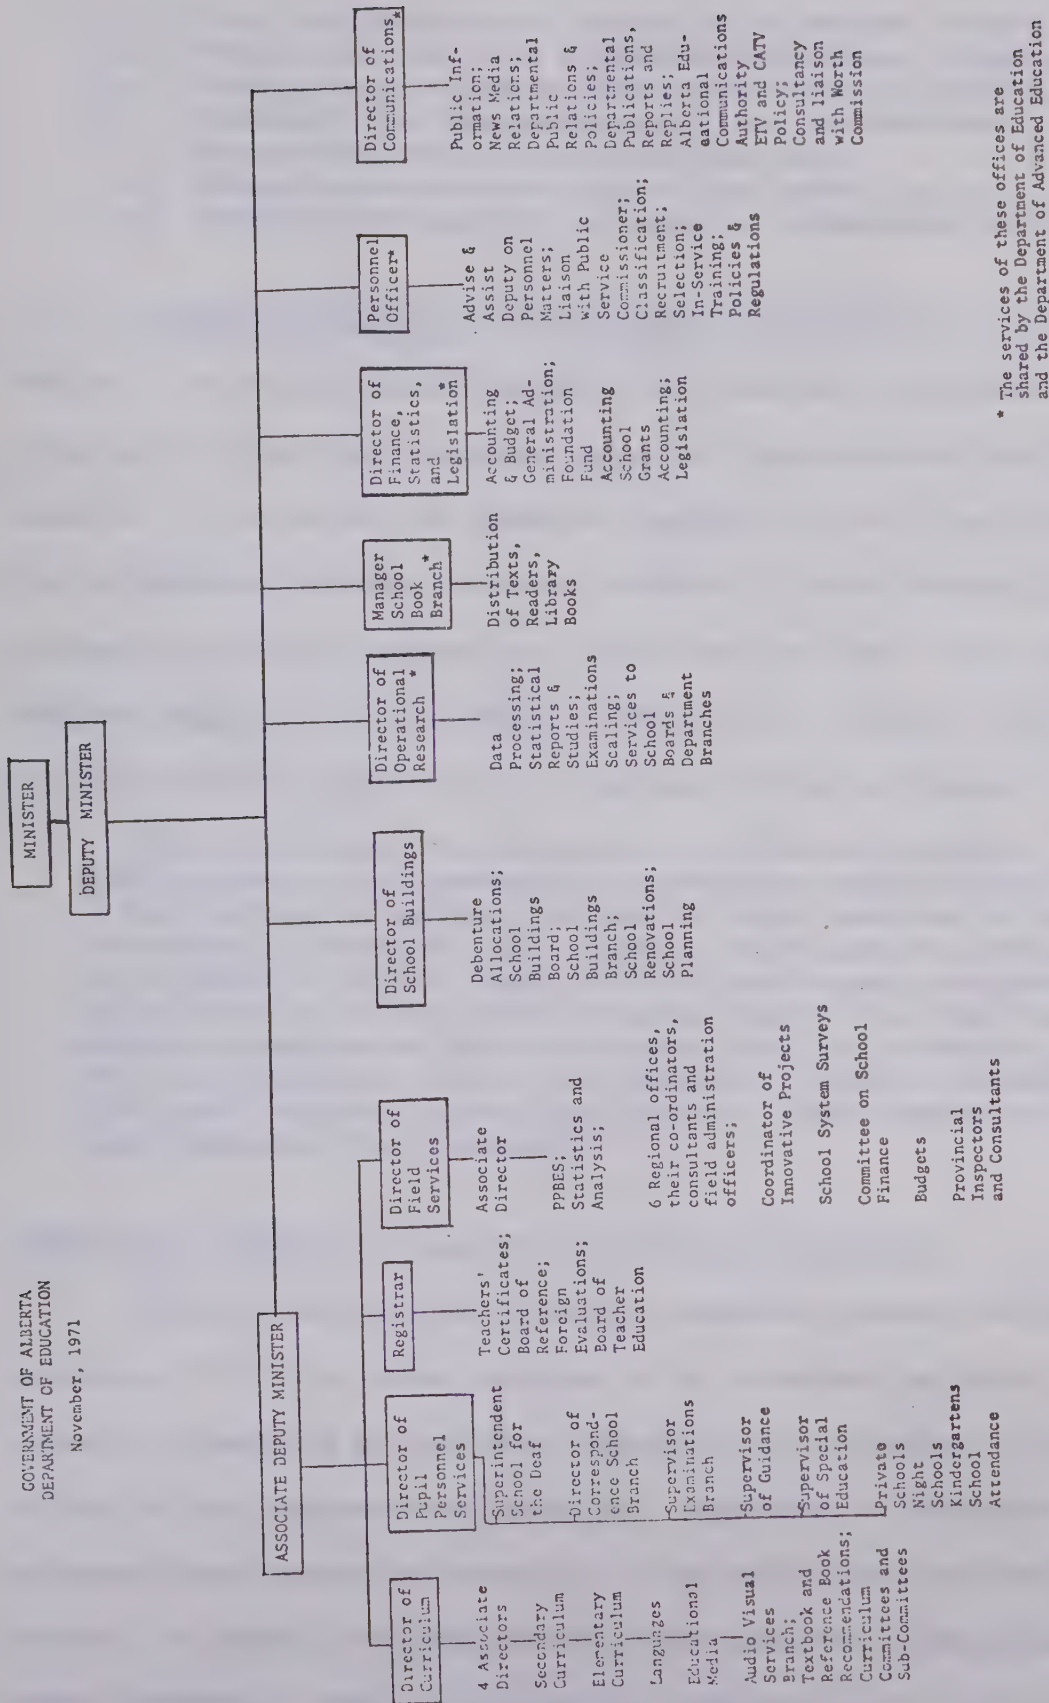 GOVERNMENT OF ALBERTA
DEPARTMENT OF EDUCATION
November, 1971
MINISTER
DEPUTY MINISTER
ASSOCIATE DEPUTY MINISTER
Director of
Curriculum
4 Associate
Directors
Secondary
Curriculum
Elementary
Curriculum
Languages
Educational
Media
Audio Visual
Services
Branch;
Textbook and
Reference Book
Recommendations;
Curriculum
Committees and
Sub-Committees
Director of
Pupil
Personnel
Services
Superintendent
School for
the Deaf
Director of
Correspond-
ence School
Branch
Supervisor
Examinations
Branch
Supervisor
of Guidance
Supervisor
of Special
Education
Private
Schools
Night
Schools
Kindergartens
School
Attendance
Registrar
Teachers'
Certificates;
Board of
Reference;
Foreign
Evaluations;
Board of
Teacher
Education
Director of
Field
Services
Associate
Director
PPBES;
Statistics and
Analysis;
6 Regional offices,
their co-ordinators,
consultants and
field administration
officers;
Coordinator of
Innovative Projects
School System Surveys
Committee on School
Finance
Budgets
Provincial
Inspectors
and Consultants
Director of
School Buildings
Debenture
Allocations;
School
Buildings
Board;
School
Buildings
Branch;
School
Renovations;
School
Planning
Director of
Operational
Research *
Data
Processing;
Statistical
Reports &
Studies;
Examinations
Scaling;
Services to
School
Boards &
Department
Branches
Manager
School
Book
Branch*
Distribution
of Texts,
Readers,
Library
Books
Director of
Finance,
Statistics,
and
Legislation*
Accounting
& Budget;
General Ad-
ministration;
Foundation
Fund
Accounting
School
Grants
Accounting;
Legislation
Personnel
Officer*
Advise &
Assist
Deputy on
Personnel
Matters;
Liaison
with Public
Service
Commissioner;
Classification;
Recruitment;
Selection;
In-Service
Training;
Policies &
Regulations
Director of
Communications*
Public Inf-
ormation;
News Media
Relations;
Departmental
Public
Relations &
Policies;
Departmental
Publications,
Reports and
Replies;
Alberta Edu-
cational
Communications
Authority
ETV and CATV
Policy;
Consultancy
and liaison
with Worth
Commission
* The services of these offices are
shared by the Department of Education
and the Department of Advanced Education